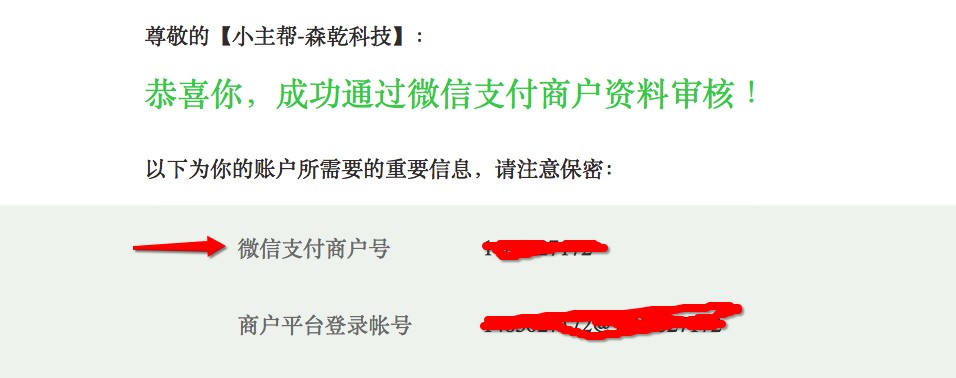 尊敬的【小主帮-森乾科技】:
恭喜你，成功通过微信支付商户资料审核！
以下为你的账户所需要的重要信息，请注意保密：
微信支付商户号
商户平台登录帐号